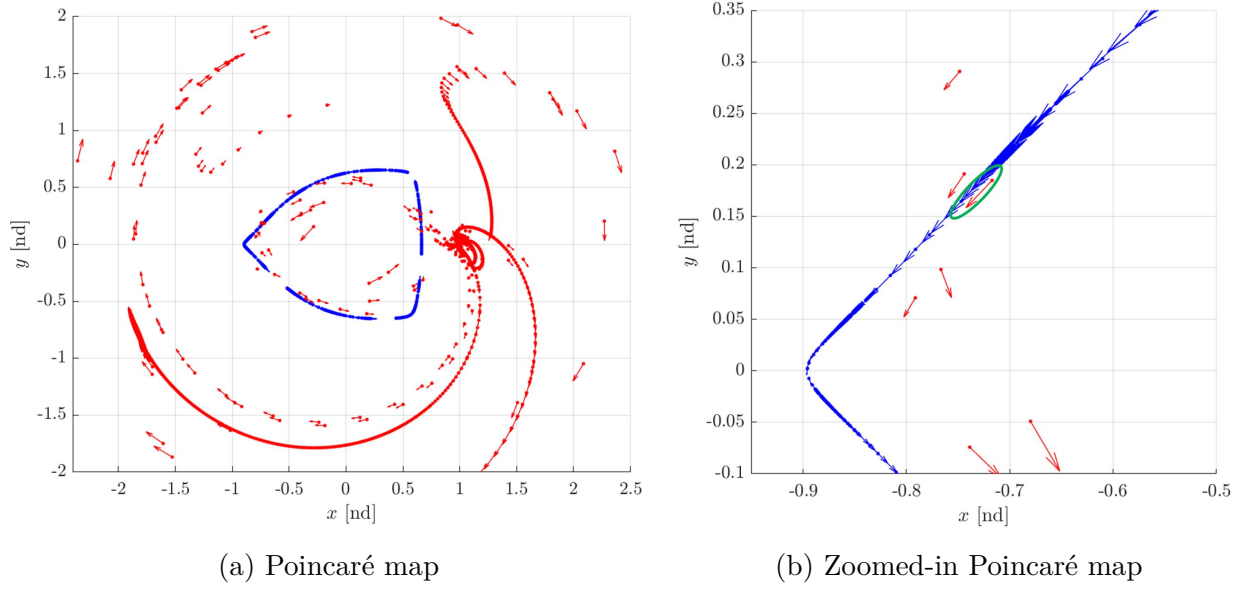 2
1.5
1
0.5
0
-0.5
-1
-1.5
-2
y [nd]
-2 -1.5 -1 -0.5 0 0.5 1 1.5 2 2.5
x [nd]
(a) Poincaré map
0.35
0.3
0.25
0.2
0.15
0.1
0.05
0
-0.05
-0.1
y [nd]
-0.9 -0.8 -0.7 -0.6 -0.5
x [nd]
(b) Zoomed-in Poincaré map